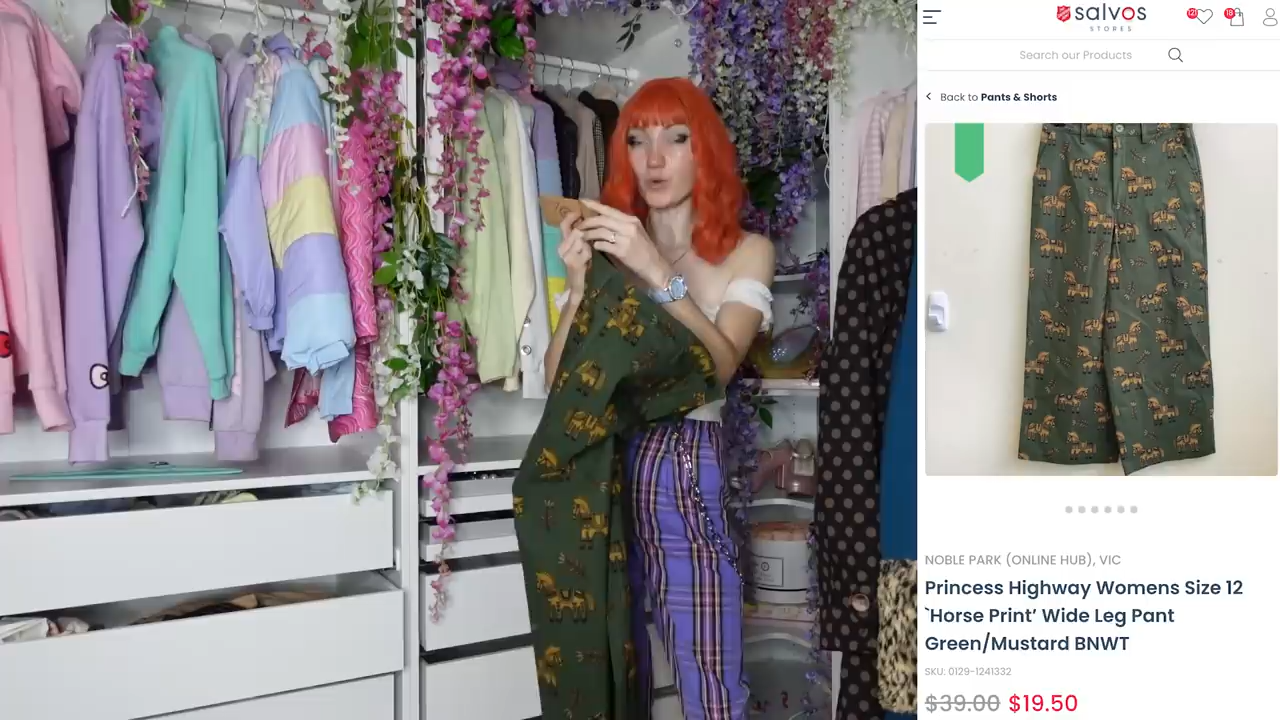 salvos
STORES
Search our Products
Back to Pants & Shorts
NOBLE PARK (ONLINE HUB), VIC
Princess Highway Womens Size 12
`Horse Print’ Wide Leg Pant
Green/Mustard BNWT
SKU: 0129-1241332
$39.00 $19.50